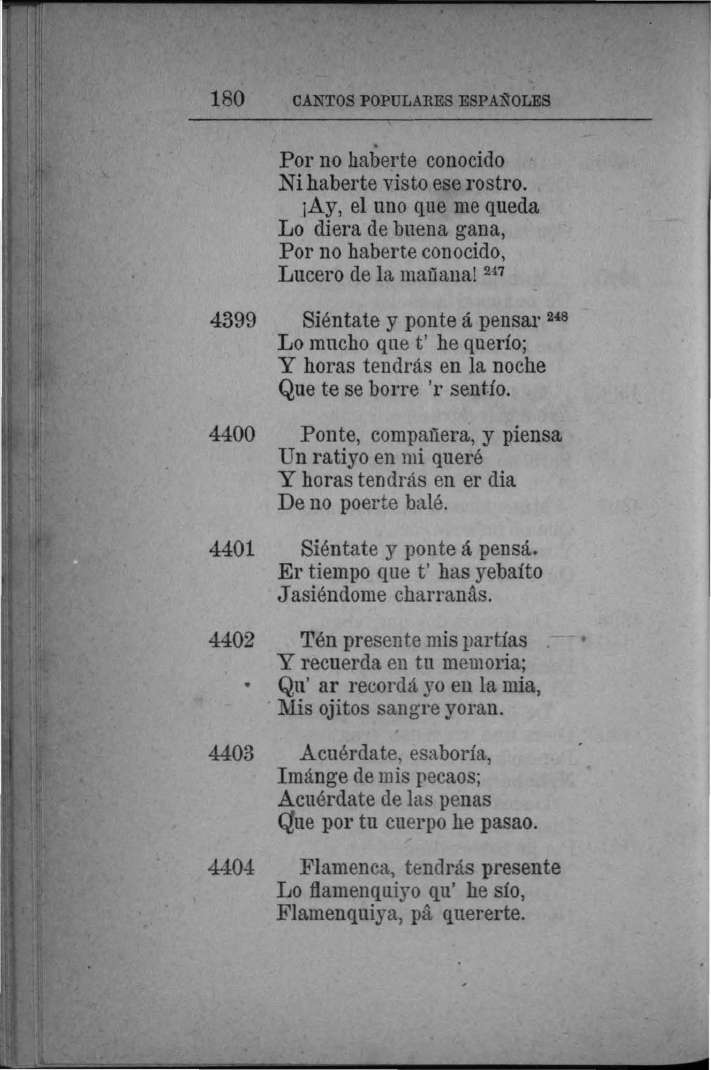 180 CANTOS POPULARES ESPAÑOLES
Por no haberte conocido
Ni haberte visto ese rostro.
¡Ay, el uno que me queda
Lo diera de buena gana,
Por no haberte conocido,
Lucero de la mañana! 247
4399 Siéntate y ponte á pensar 248
Lo mucho que t' he querío;
Y horas tendrás en la noche
Que te se borre 'r sentío.
4400 Ponte, compañera, y piensa
Un ratiyo en mi queré
Y horas tendrás en er dia
De no poerte balé.
4401 Siéntate y ponte á pensá.
Er tiempo que t' has yebaíto
Jasiéndome charranâs.
4402 Tén presente mis partías
Y recuerda en tu memoria;
Qu' ar recordá yo en la mia,
Mis ojitos sangre yoran.
4403 Acuérdate, esaboría,
Imánge de mis pecaos;
Acuérdate de las penas
Que por tu cuerpo he pasao.
4404 Flamenca, tendrás presente
Lo flamenquiyo qu' he sío,
Flamenquiya, pâ quererte.